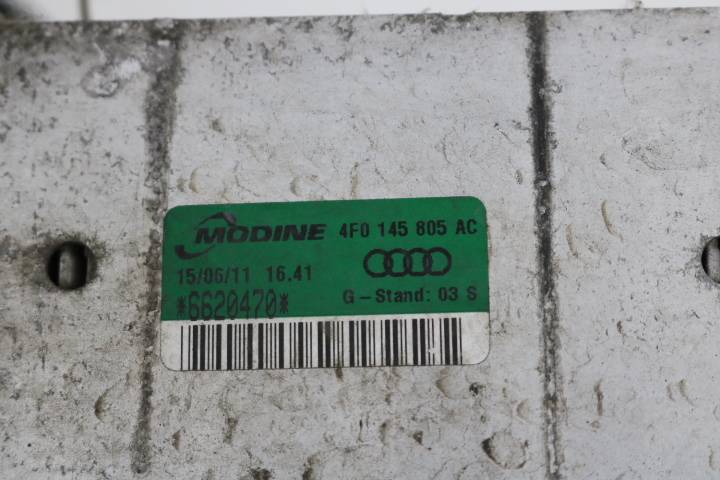 MODINE 4F0 145 805 AC
15/06/11 16.41
*6620470* G-Stand: 03 S